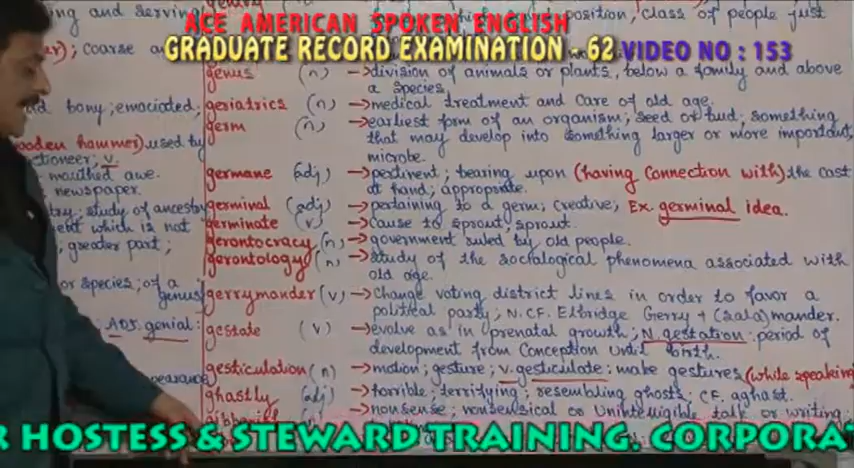 ACE AMERICAN SPOKEN ENGLISH
GRADUATE RECORD EXAMINATION - 62 VIDEO NO : 153
ing and serving
position, class of people just
coarse
genus (n) → division of animals or plants, below a family and above
a species.
bony; emaciated;
geriatrics (n) → medical treatment and care of old age.
germ (n) → earliest form of an organism; seed or bud; something
that may develop into something larger or more important,
microbe.
ooden hammer) used by
ctioneer; v.
mouthed awe.
newspaper.
germane (adj) → pertinent; bearing upon (having connection with) the case
at hand; appropriate.
try; study of ancestry
germinal (adj) → pertaining to a germ; creative; Ex. germinal idea.
which is not
germinate (v) → cause to sprout; sprout.
greater part;
gerontocracy (n) → government ruled by old people.
gerontology (n) → study of the sociological phenomena associated with
old age.
or species; of a
genus
gerrymander (v) → change voting district lines in order to favor a
political party; N.CF. Elbridge Gerry + (sala)mander.
ADJ. genial:
gestate (v) → evolve as in prenatal growth; N. gestation: period of
development from conception until birth.
gesticulation (n) → motion; gesture; v. gesticulate: make gestures (while speaking
ghastly (adj) → horrible; terrifying; resembling ghosts; CF. aghast.
→ nonsense; nonsensical or unintelligible talk or writing;
R HOSTESS & STEWARD TRAINING. CORPORAT